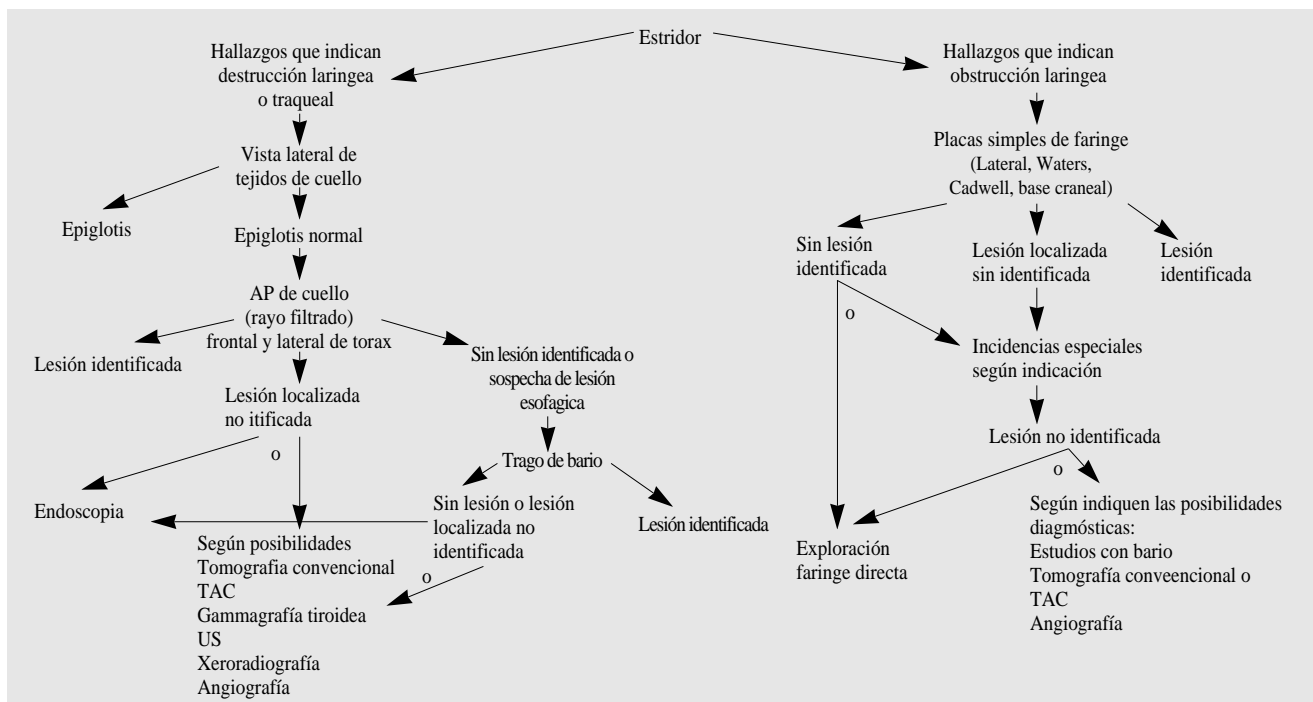 Estridor
Hallazgos que indican
destrucción laringea
o traqueal
Vista lateral de
tejidos de cuello
Epiglotis
Epiglotis normal
AP de cuello
(rayo filtrado)
frontal y lateral de torax
Lesión identificada
Lesión localizada
no itificada
o
Endoscopia
Según posibilidades
Tomografia convencional
TAC
Gammagrafía tiroidea
US
Xeroradiografía
Angiografía
Sin lesión identificada o
sospecha de lesión
esofagica
Trago de bario
Sin lesión o lesión
localizada no
identificada
o
Lesión identificada
Hallazgos que indican
obstrucción laringea
Placas simples de faringe
(Lateral, Waters,
Cadwell, base craneal)
Sin lesión
identificada
o
Lesión localizada
sin identificada
Lesión
identificada
Incidencias especiales
según indicación
Lesión no identificada
o
Exploración
faringe directa
Según indiquen las posibilidades
diagmósticas:
Estudios con bario
Tomografía conveencional o
TAC
Angiografía